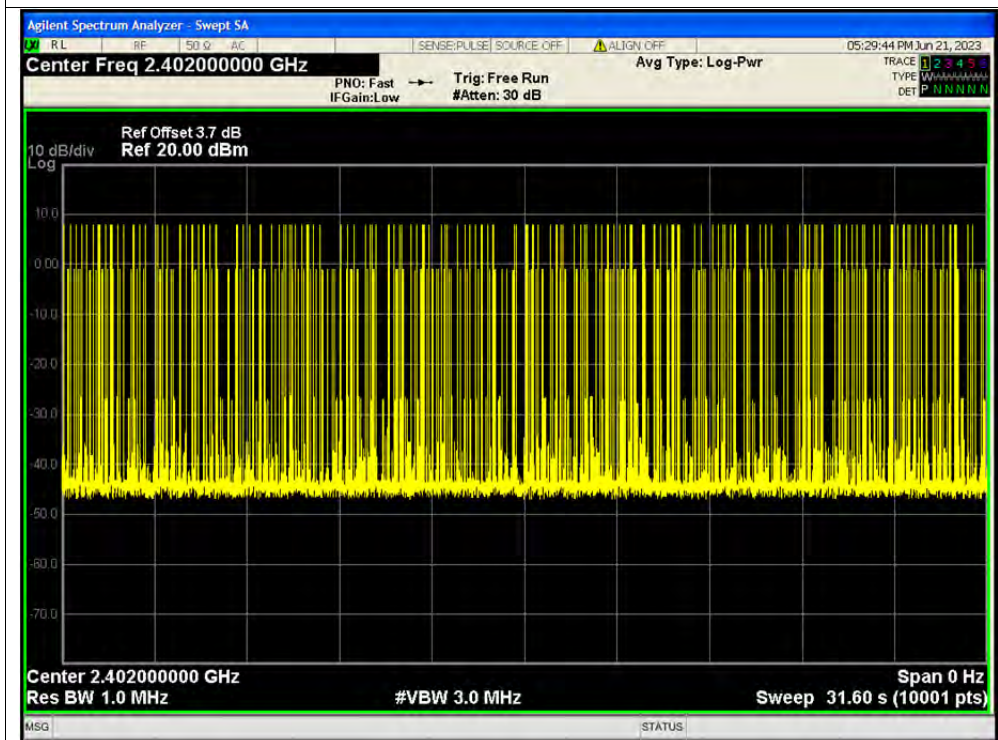 Agilent Spectrum Analyzer - Swept SA
RL RF 50 Ω AC SENSE:PULSE SOURCE OFF ALIGN OFF 05:29:44 PM Jun 21, 2023
Center Freq 2.402000000 GHz Avg Type: Log-Pwr TRACE 1 2 3 4 5 6
PNO: Fast Trig: Free Run TYPE
IFGain:Low #Atten: 30 dB DET P N N N N N
Ref Offset 3.7 dB
10 dB/div Ref 20.00 dBm
Log
10.0
0.00
-10.0
-20.0
-30.0
-40.0
-50.0
-60.0
-70.0
Center 2.402000000 GHz Span 0 Hz
Res BW 1.0 MHz #VBW 3.0 MHz Sweep 31.60 s (10001 pts)
MSG STATUS